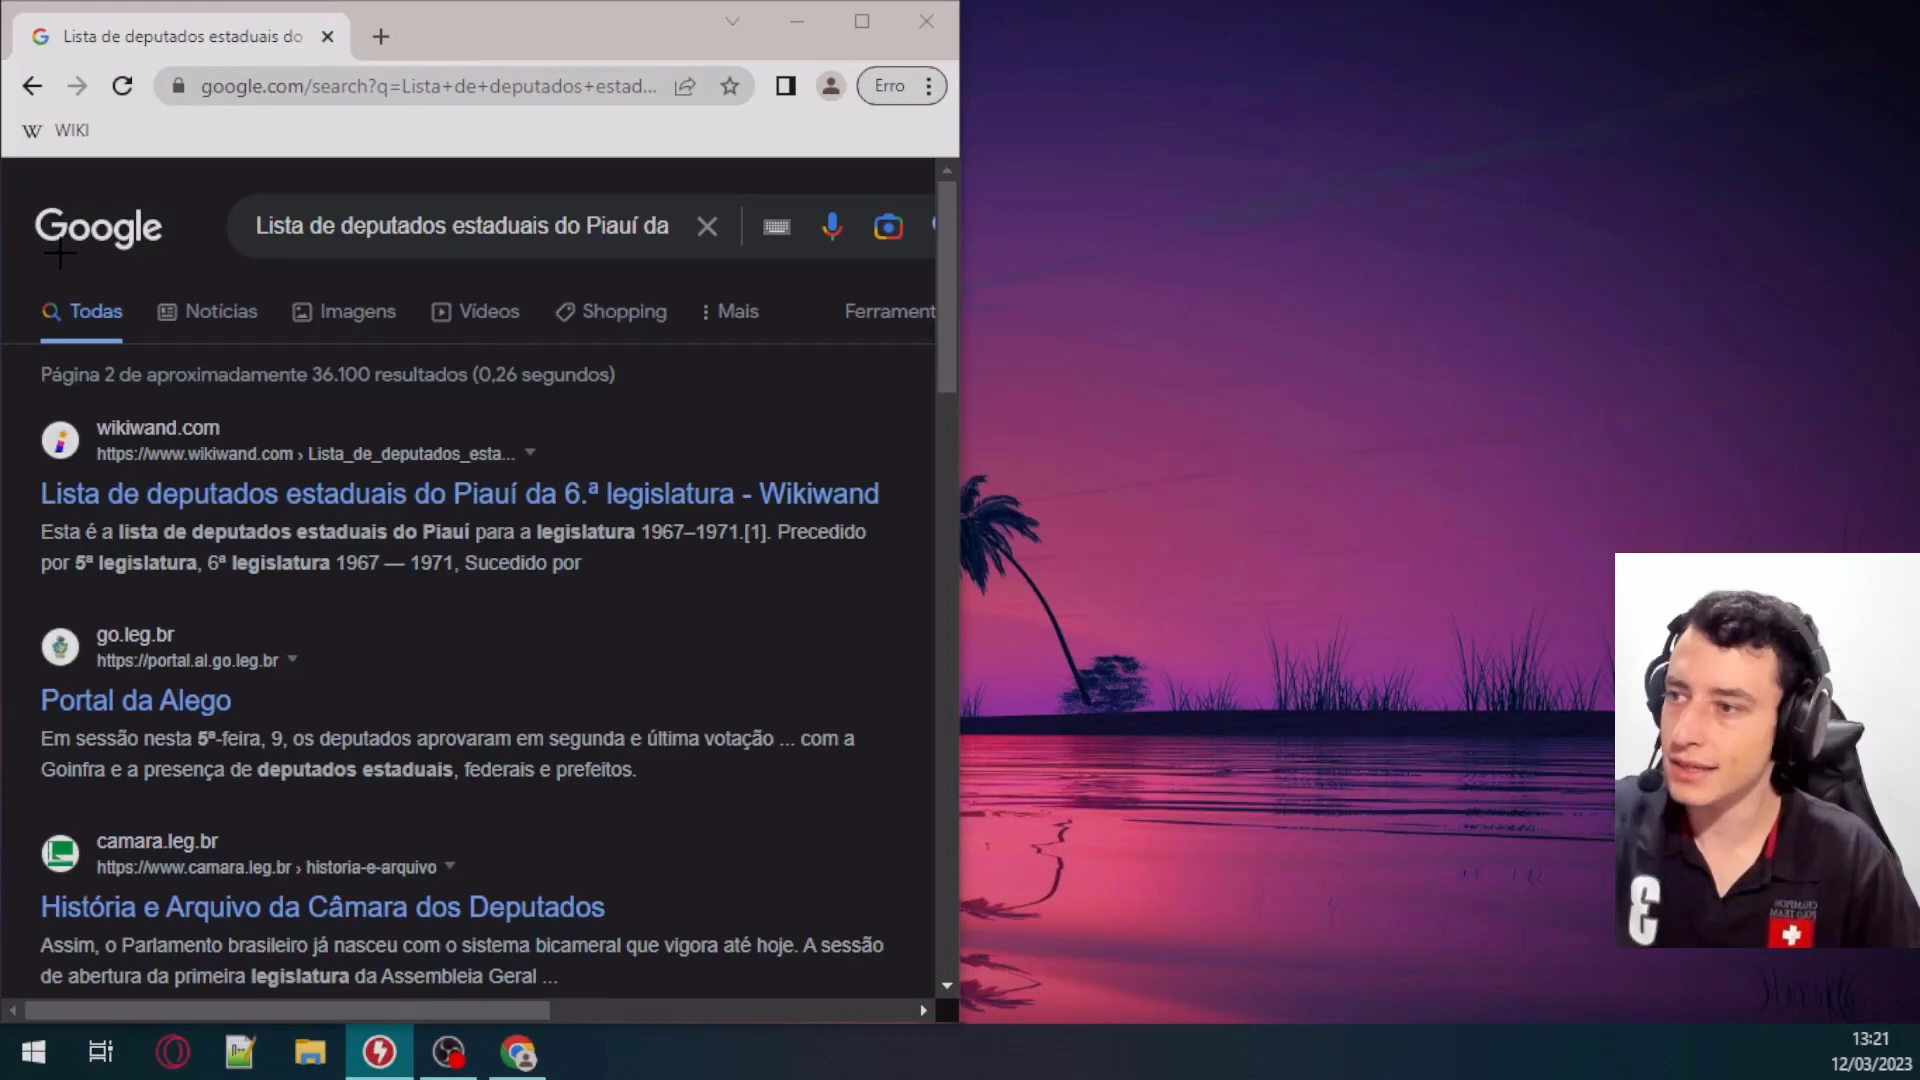 Lista de deputados estaduais do
google.com/search?q=Lista+de+deputados+estad...
Erro
WIKI
Google
Lista de deputados estaduais do Piauí da
Todas
Notícias
Imagens
Vídeos
Shopping
Mais
Ferrament
Página 2 de aproximadamente 36.100 resultados (0,26 segundos)
wikiwand.com
https://www.wikiwand.com › Lista_de_deputados_esta...
Lista de deputados estaduais do Piauí da 6.ª legislatura - Wikiwand
Esta é a lista de deputados estaduais do Piauí para a legislatura 1967–1971.[1]. Precedido
por 5ª legislatura, 6ª legislatura 1967 — 1971, Sucedido por
go.leg.br
https://portal.al.go.leg.br
Portal da Alego
Em sessão nesta 5ª-feira, 9, os deputados aprovaram em segunda e última votação ... com a
Goinfra e a presença de deputados estaduais, federais e prefeitos.
camara.leg.br
https://www.camara.leg.br › historia-e-arquivo
História e Arquivo da Câmara dos Deputados
Assim, o Parlamento brasileiro já nasceu com o sistema bicameral que vigora até hoje. A sessão
de abertura da primeira legislatura da Assembleia Geral ...
3
CHAMPION
POLO TEAM
13:21
12/03/2023